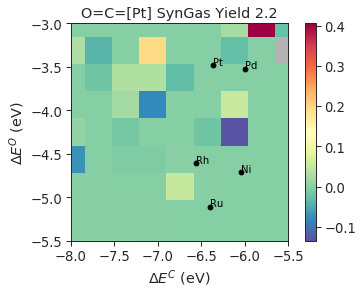 O=C=[Pt] SynGas Yield 2.2
ΔE^O (eV)
−3.0
−3.5
−4.0
−4.5
−5.0
−5.5
Pt
Pd
Rh
Ni
Ru
−8.0 −7.5 −7.0 −6.5 −6.0 −5.5
ΔE^C (eV)
0.4
0.3
0.2
0.1
0.0
−0.1